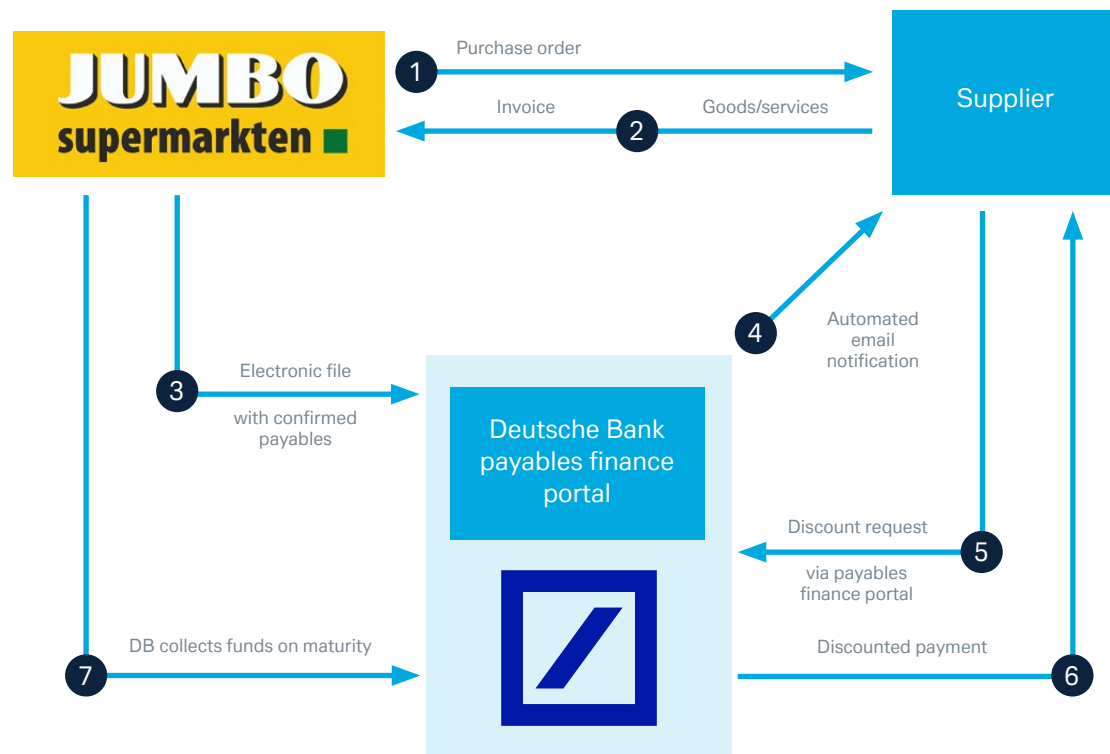 JUMBO
supermarkten
1
Purchase order
Invoice
2
Goods/services
Supplier
3
Electronic file
with confirmed
payables
4
Automated
email
notification
Deutsche Bank
payables finance
portal
5
Discount request
via payables
finance portal
6
Discounted payment
7
DB collects funds on maturity